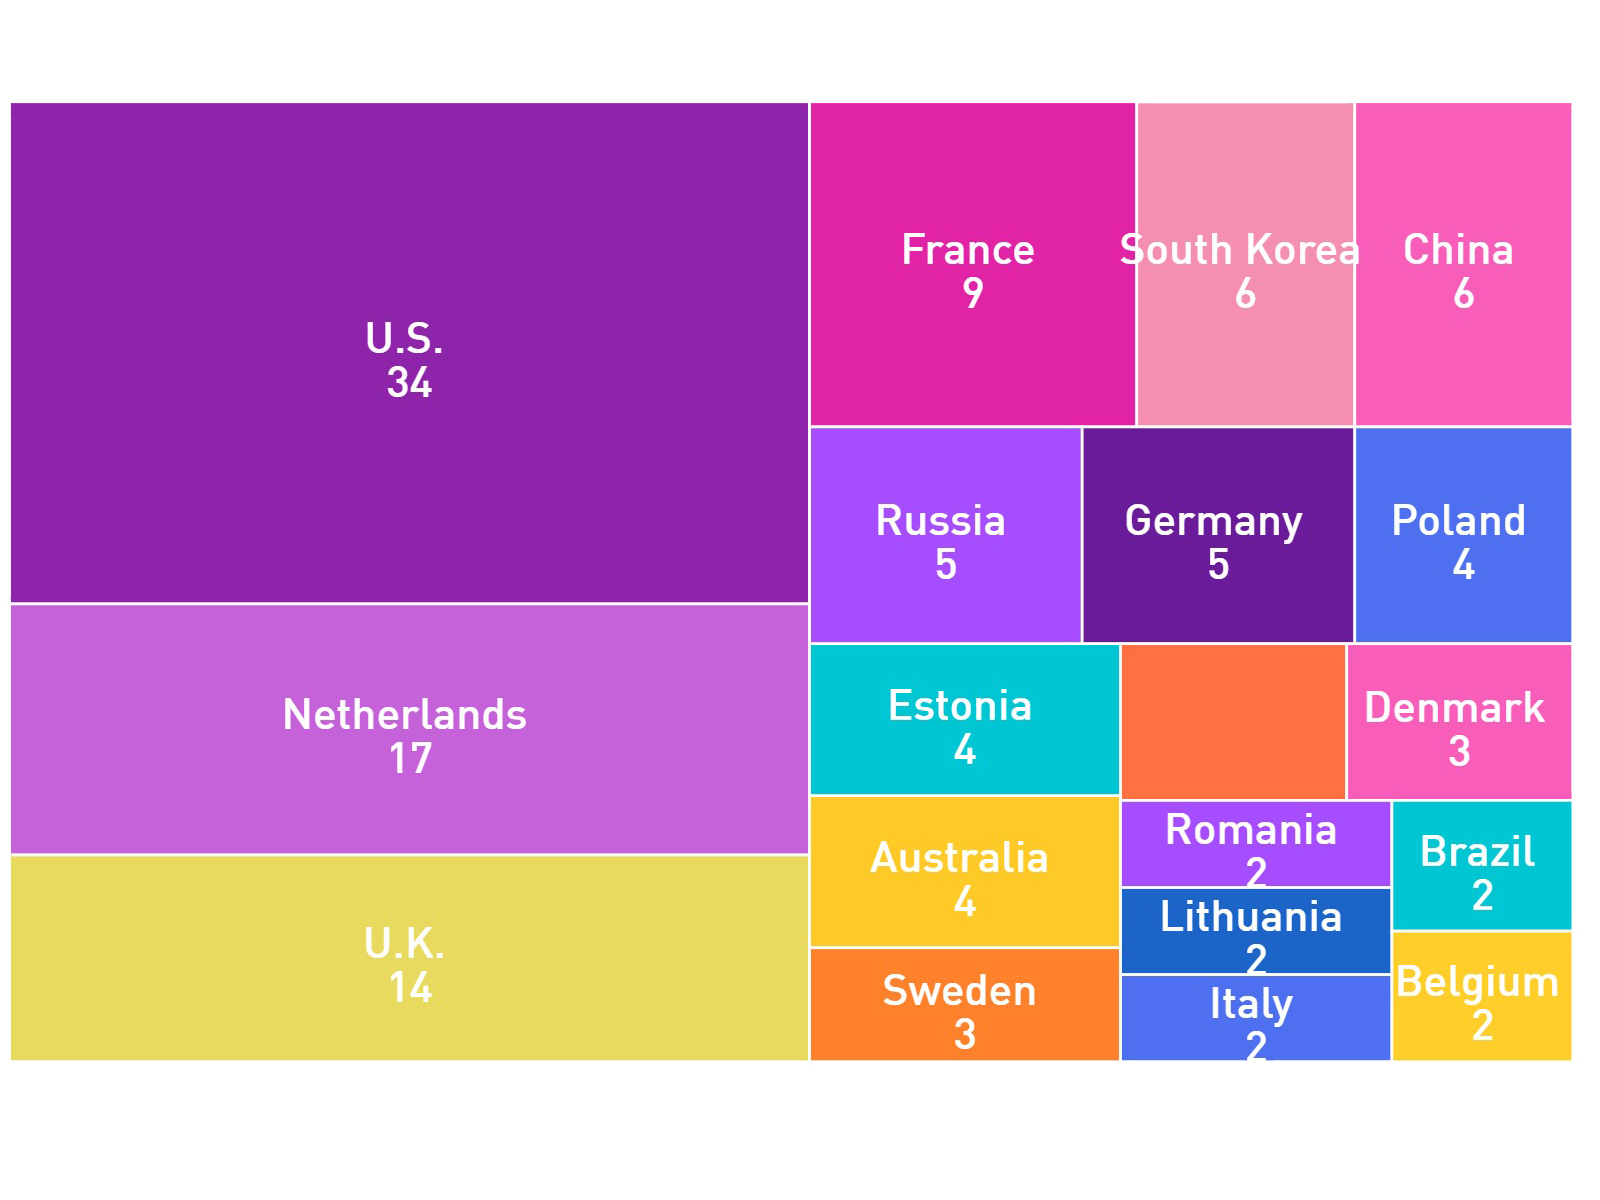 U.S.
34
Netherlands
17
U.K.
14
France
9
South Korea
6
China
6
Russia
5
Germany
5
Poland
4
Estonia
4
Denmark
3
Australia
4
Sweden
3
Romania
2
Lithuania
2
Italy
2
Brazil
2
Belgium
2